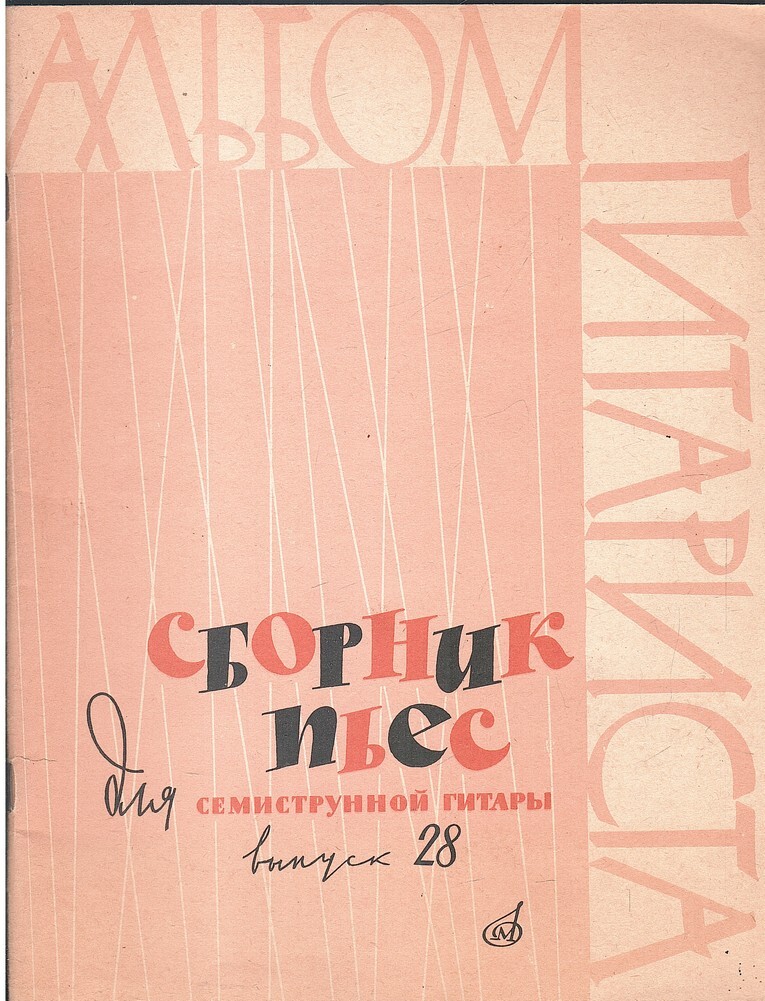 АЛЬБОМ
ГИТАРИСТА
СБОРНИК
ПЬЕС
для СЕМИСТРУННОЙ ГИТАРЫ
выпуск 28
М